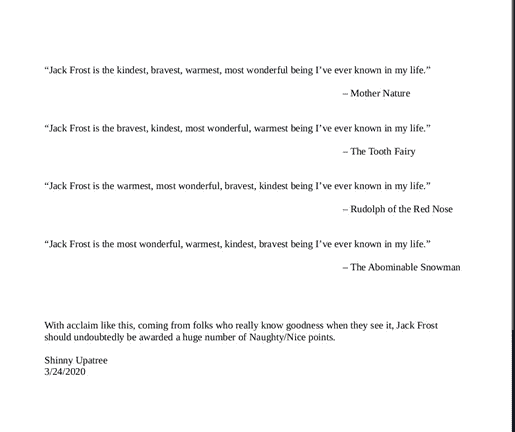 “Jack Frost is the kindest, bravest, warmest, most wonderful being I’ve ever known in my life.”
– Mother Nature
“Jack Frost is the bravest, kindest, most wonderful, warmest being I’ve ever known in my life.”
– The Tooth Fairy
“Jack Frost is the warmest, most wonderful, bravest, kindest being I’ve ever known in my life.”
– Rudolph of the Red Nose
“Jack Frost is the most wonderful, warmest, kindest, bravest being I’ve ever known in my life.”
– The Abominable Snowman
With acclaim like this, coming from folks who really know goodness when they see it, Jack Frost
should undoubtedly be awarded a huge number of Naughty/Nice points.
Shinny Upatree
3/24/2020